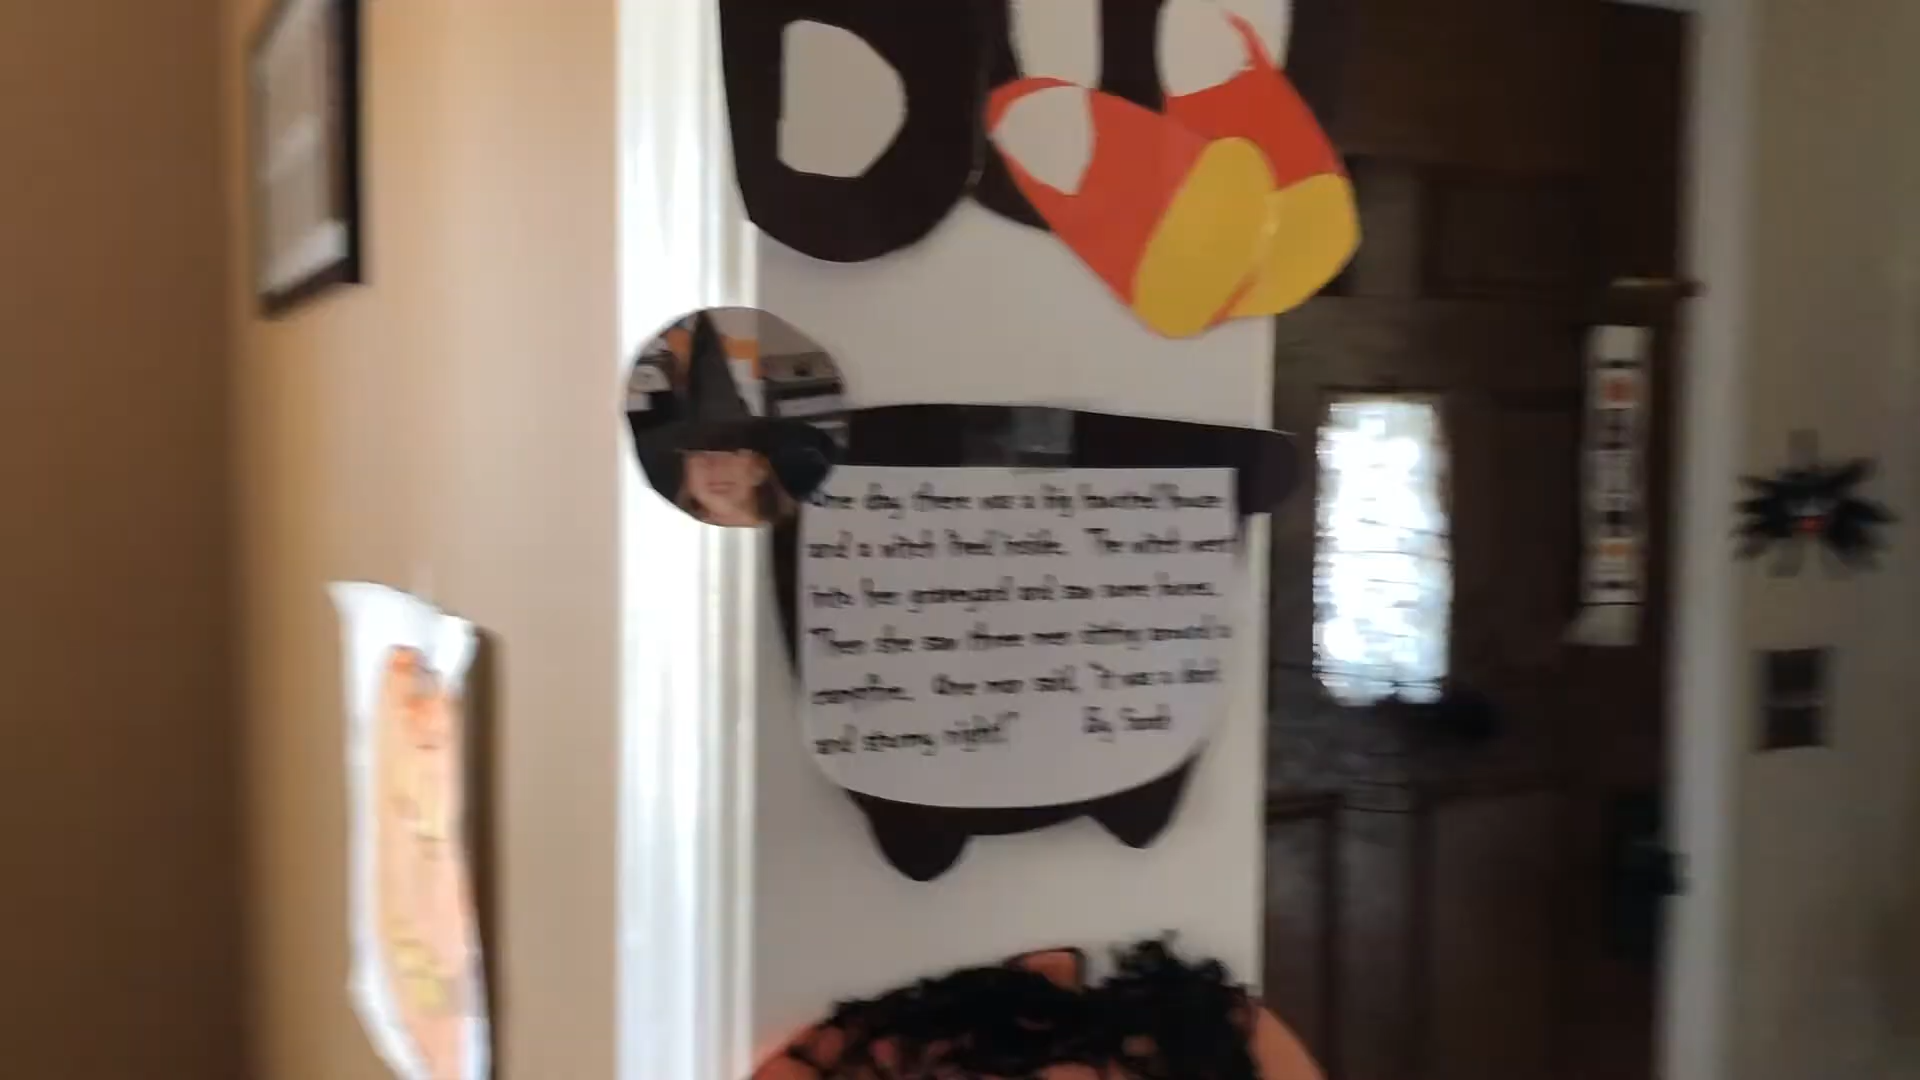 One day there was a big haunted house
and a witch lived inside. The witch went
into her graveyard and saw some bones.
Then she saw three men sitting around a
campfire. One man said, "It was a dark
and stormy night!" By Sarah